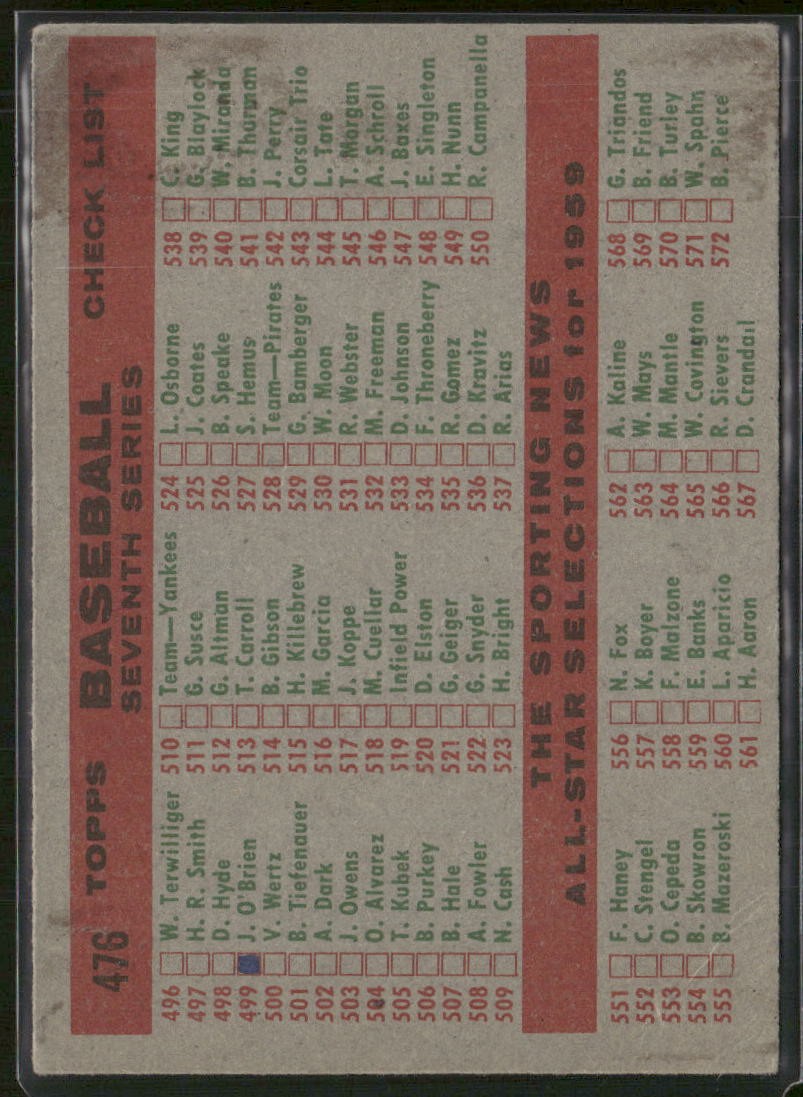 476 TOPPS BASEBALL CHECK LIST
SEVENTH SERIES
496 W. Terwilliger
497 H. R. Smith
498 D. Hyde
499 J. O'Brien
500 V. Wertz
501 B. Tiefenauer
502 A. Dark
503 J. Owens
504 O. Alvarez
505 T. Kubek
506 B. Purkey
507 B. Hale
508 A. Fowler
509 N. Cash
510 Team—Yankees
511 G. Susce
512 G. Altman
513 T. Carroll
514 B. Gibson
515 H. Killebrew
516 M. Garcia
517 J. Koppe
518 M. Cuellar
519 Infield Power
520 D. Elston
521 G. Geiger
522 G. Snyder
523 H. Bright
524 L. Osborne
525 J. Coates
526 B. Speake
527 S. Hemus
528 Team—Pirates
529 G. Bamberger
530 W. Moon
531 R. Webster
532 M. Freeman
533 D. Johnson
534 F. Throneberry
535 R. Gomez
536 D. Kravitz
537 R. Arias
538 C. King
539 G. Blaylock
540 W. Miranda
541 B. Thurman
542 J. Perry
543 Corsair Trio
544 L. Tate
545 T. Morgan
546 A. Schroll
547 J. Baxes
548 E. Singleton
549 H. Nunn
550 R. Campanella
THE SPORTING NEWS
ALL-STAR SELECTIONS for 1959
551 F. Haney
552 C. Stengel
553 O. Cepeda
554 B. Skowron
555 B. Mazeroski
556 N. Fox
557 K. Boyer
558 F. Malzone
559 E. Banks
560 L. Aparicio
561 H. Aaron
562 A. Kaline
563 W. Mays
564 M. Mantle
565 W. Covington
566 R. Sievers
567 D. Crandall
568 G. Triandos
569 B. Friend
570 B. Turley
571 W. Spahn
572 B. Pierce